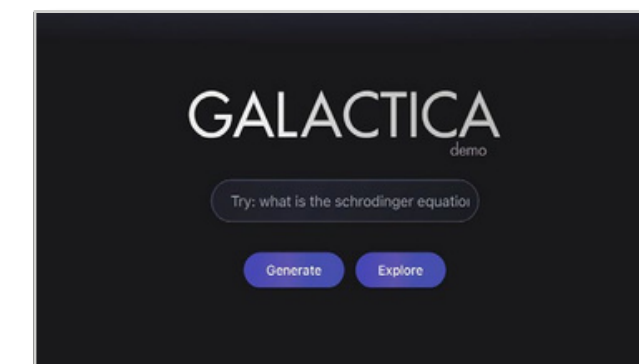 GALACTICA
demo
Try: what is the schrodinger equation
Generate Explore